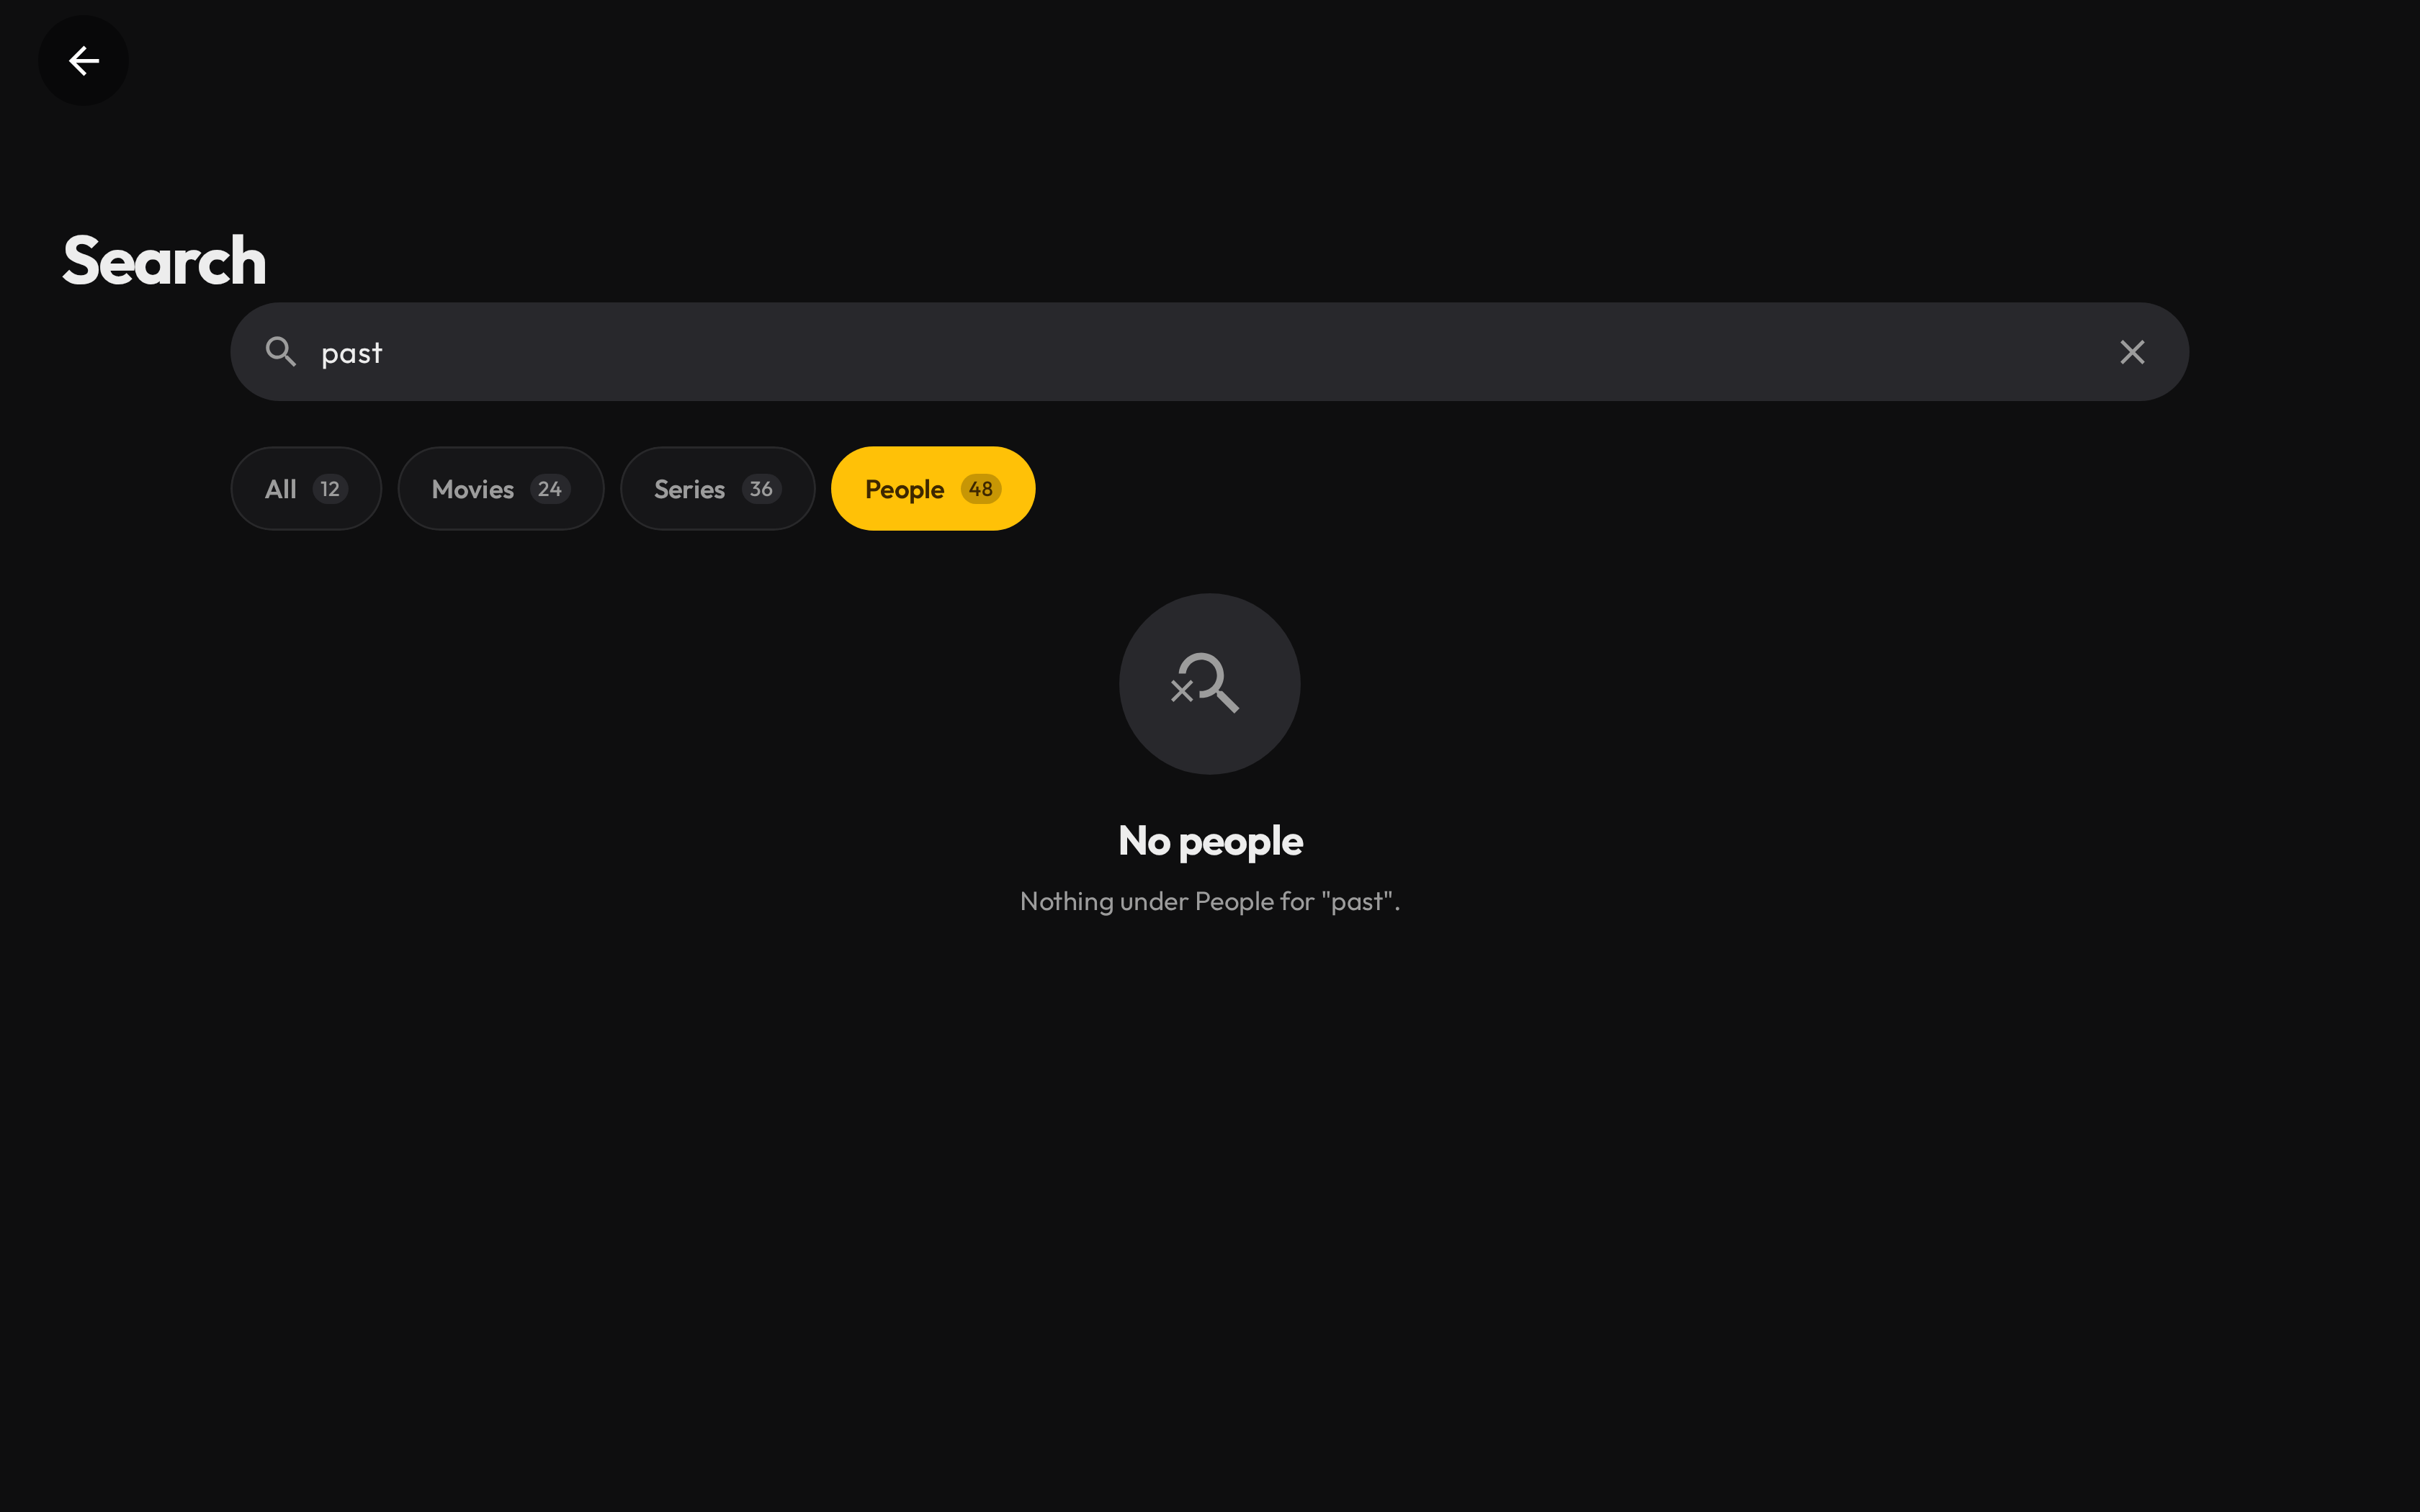 Search
past
All 12 Movies 24 Series 36 People 48
No people
Nothing under People for "past".